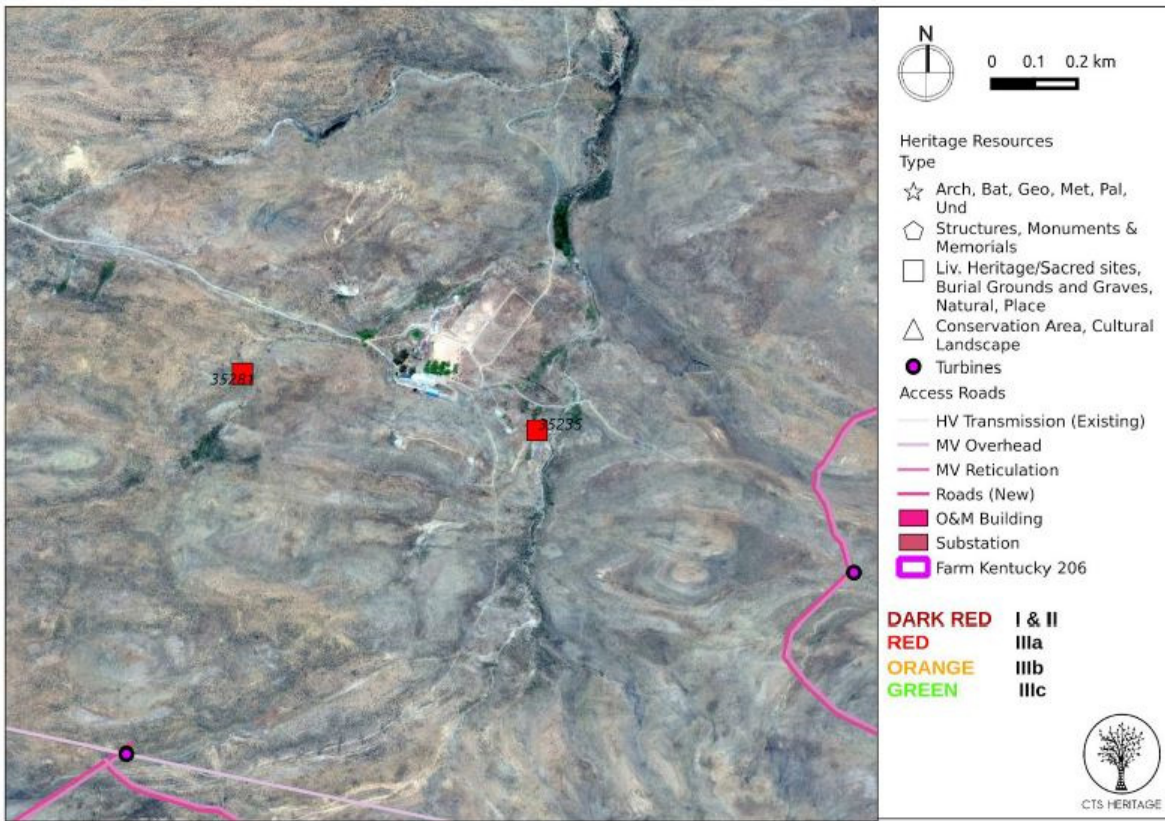 N
0 0.1 0.2 km
Heritage Resources
Type
Arch, Bat, Geo, Met, Pal,
Und
Structures, Monuments &
Memorials
Liv. Heritage/Sacred sites,
Burial Grounds and Graves,
Natural, Place
Conservation Area, Cultural
Landscape
Turbines
Access Roads
HV Transmission (Existing)
MV Overhead
MV Reticulation
Roads (New)
O&M Building
Substation
Farm Kentucky 206
DARK RED I & II
RED IIIa
ORANGE IIIb
GREEN IIIc
CTS HERITAGE
35281